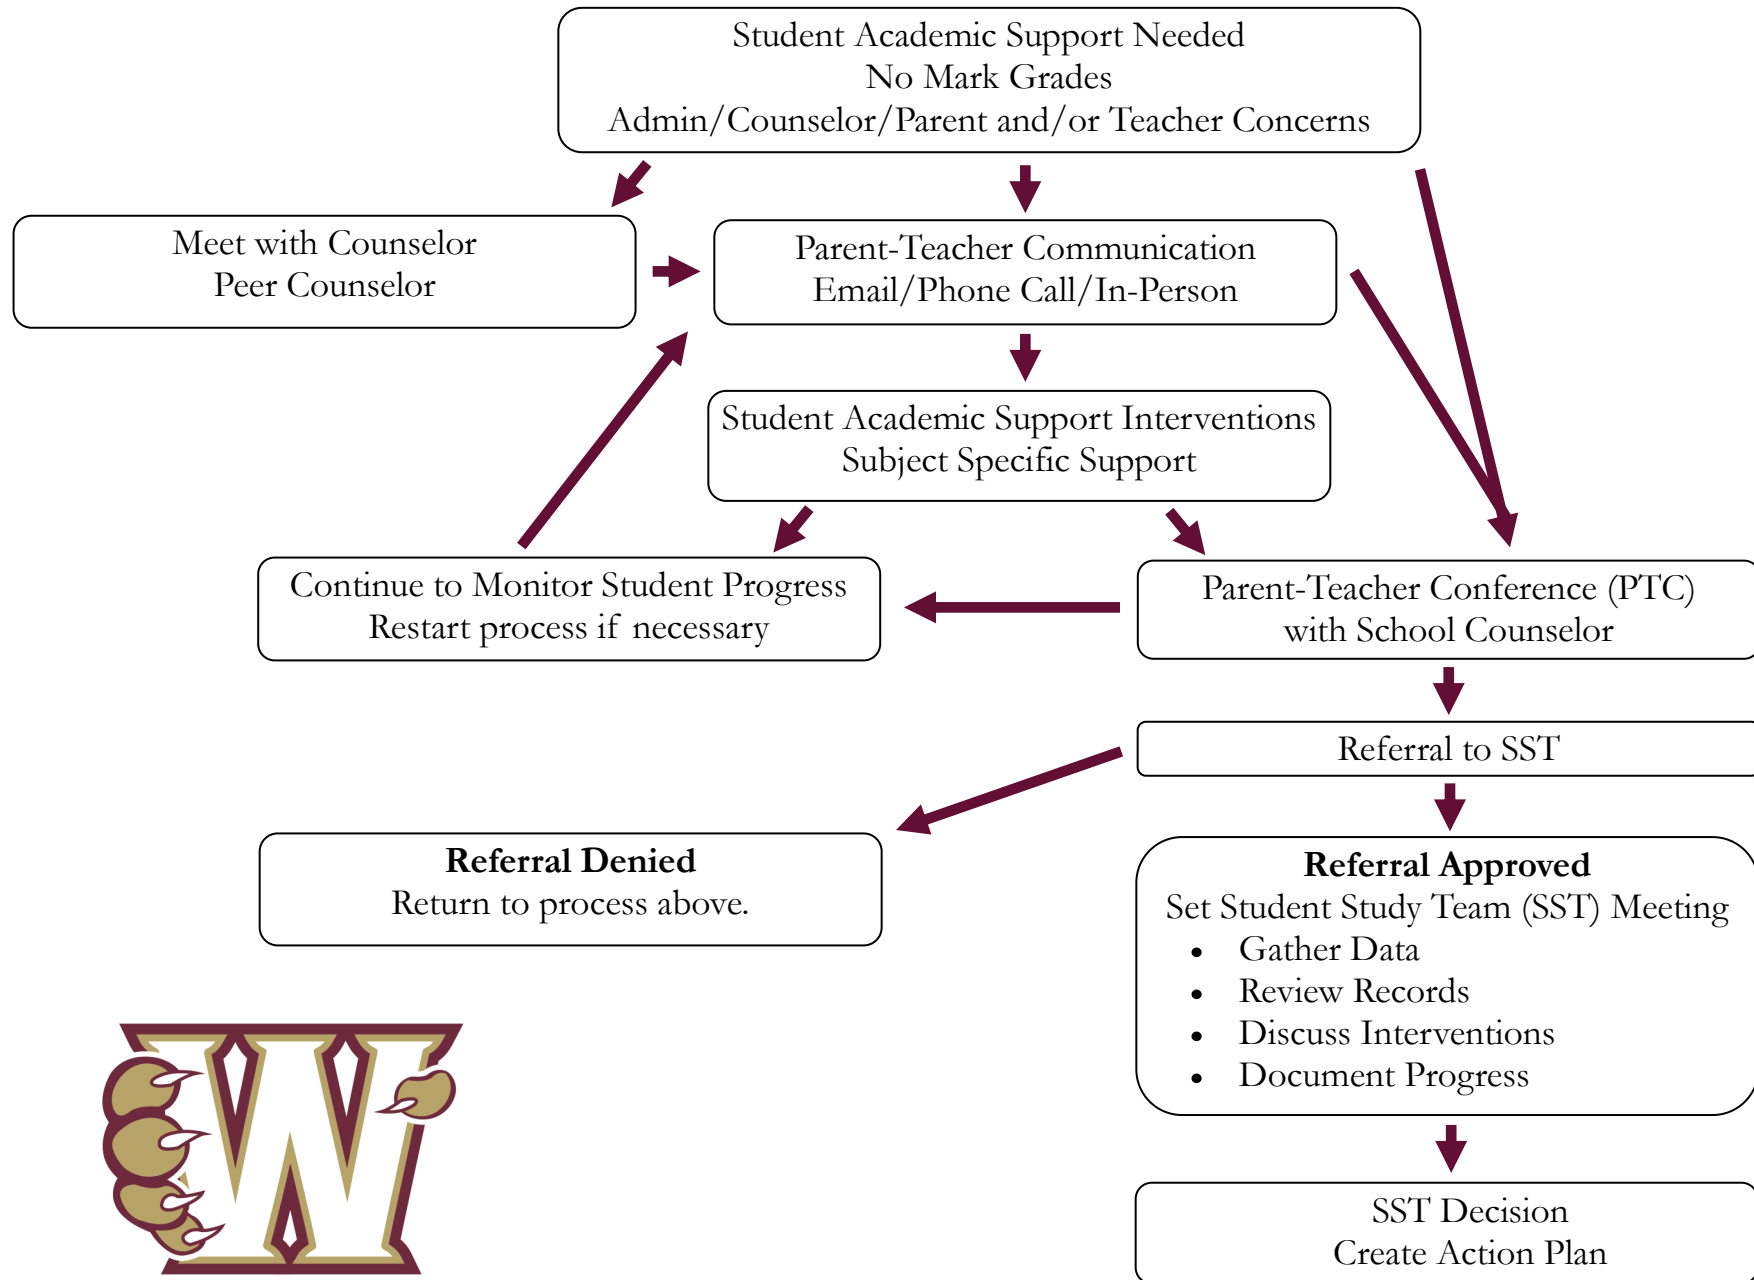 Student Academic Support Needed
No Mark Grades
Admin/Counselor/Parent and/or Teacher Concerns
Meet with Counselor
Peer Counselor
Parent-Teacher Communication
Email/Phone Call/In-Person
Student Academic Support Interventions
Subject Specific Support
Continue to Monitor Student Progress
Restart process if necessary
Parent-Teacher Conference (PTC)
with School Counselor
Referral to SST
Referral Denied
Return to process above.
Referral Approved
Set Student Study Team (SST) Meeting
• Gather Data
• Review Records
• Discuss Interventions
• Document Progress
SST Decision
Create Action Plan
W